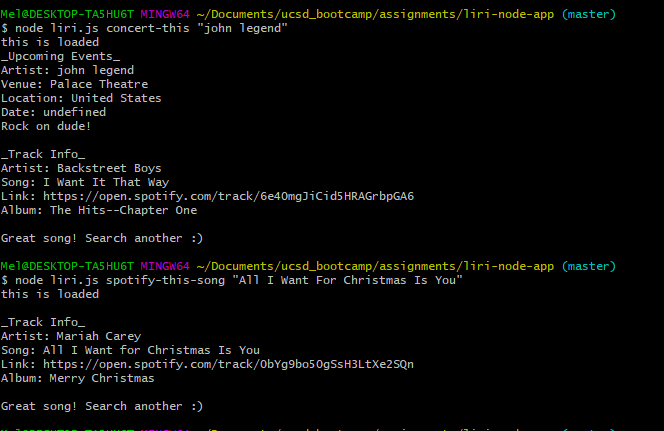 Mel@DESKTOP-TA5HU6T MINGW64 ~/Documents/ucsd_bootcamp/assignments/liri-node-app (master)
$ node liri.js concert-this "john legend"
this is loaded
_Upcoming Events_
Artist: john legend
Venue: Palace Theatre
Location: United States
Date: undefined
Rock on dude!
_Track Info_
Artist: Backstreet Boys
Song: I Want It That Way
Link: https://open.spotify.com/track/6e40mgJiCid5HRAGrbpGA6
Album: The Hits--Chapter One
Great song! Search another :)
Mel@DESKTOP-TA5HU6T MINGW64 ~/Documents/ucsd_bootcamp/assignments/liri-node-app (master)
$ node liri.js spotify-this-song "All I Want For Christmas Is You"
this is loaded
_Track Info_
Artist: Mariah Carey
Song: All I Want for Christmas Is You
Link: https://open.spotify.com/track/0bYg9bo5OgSsH3LtXe2SQn
Album: Merry Christmas
Great song! Search another :)